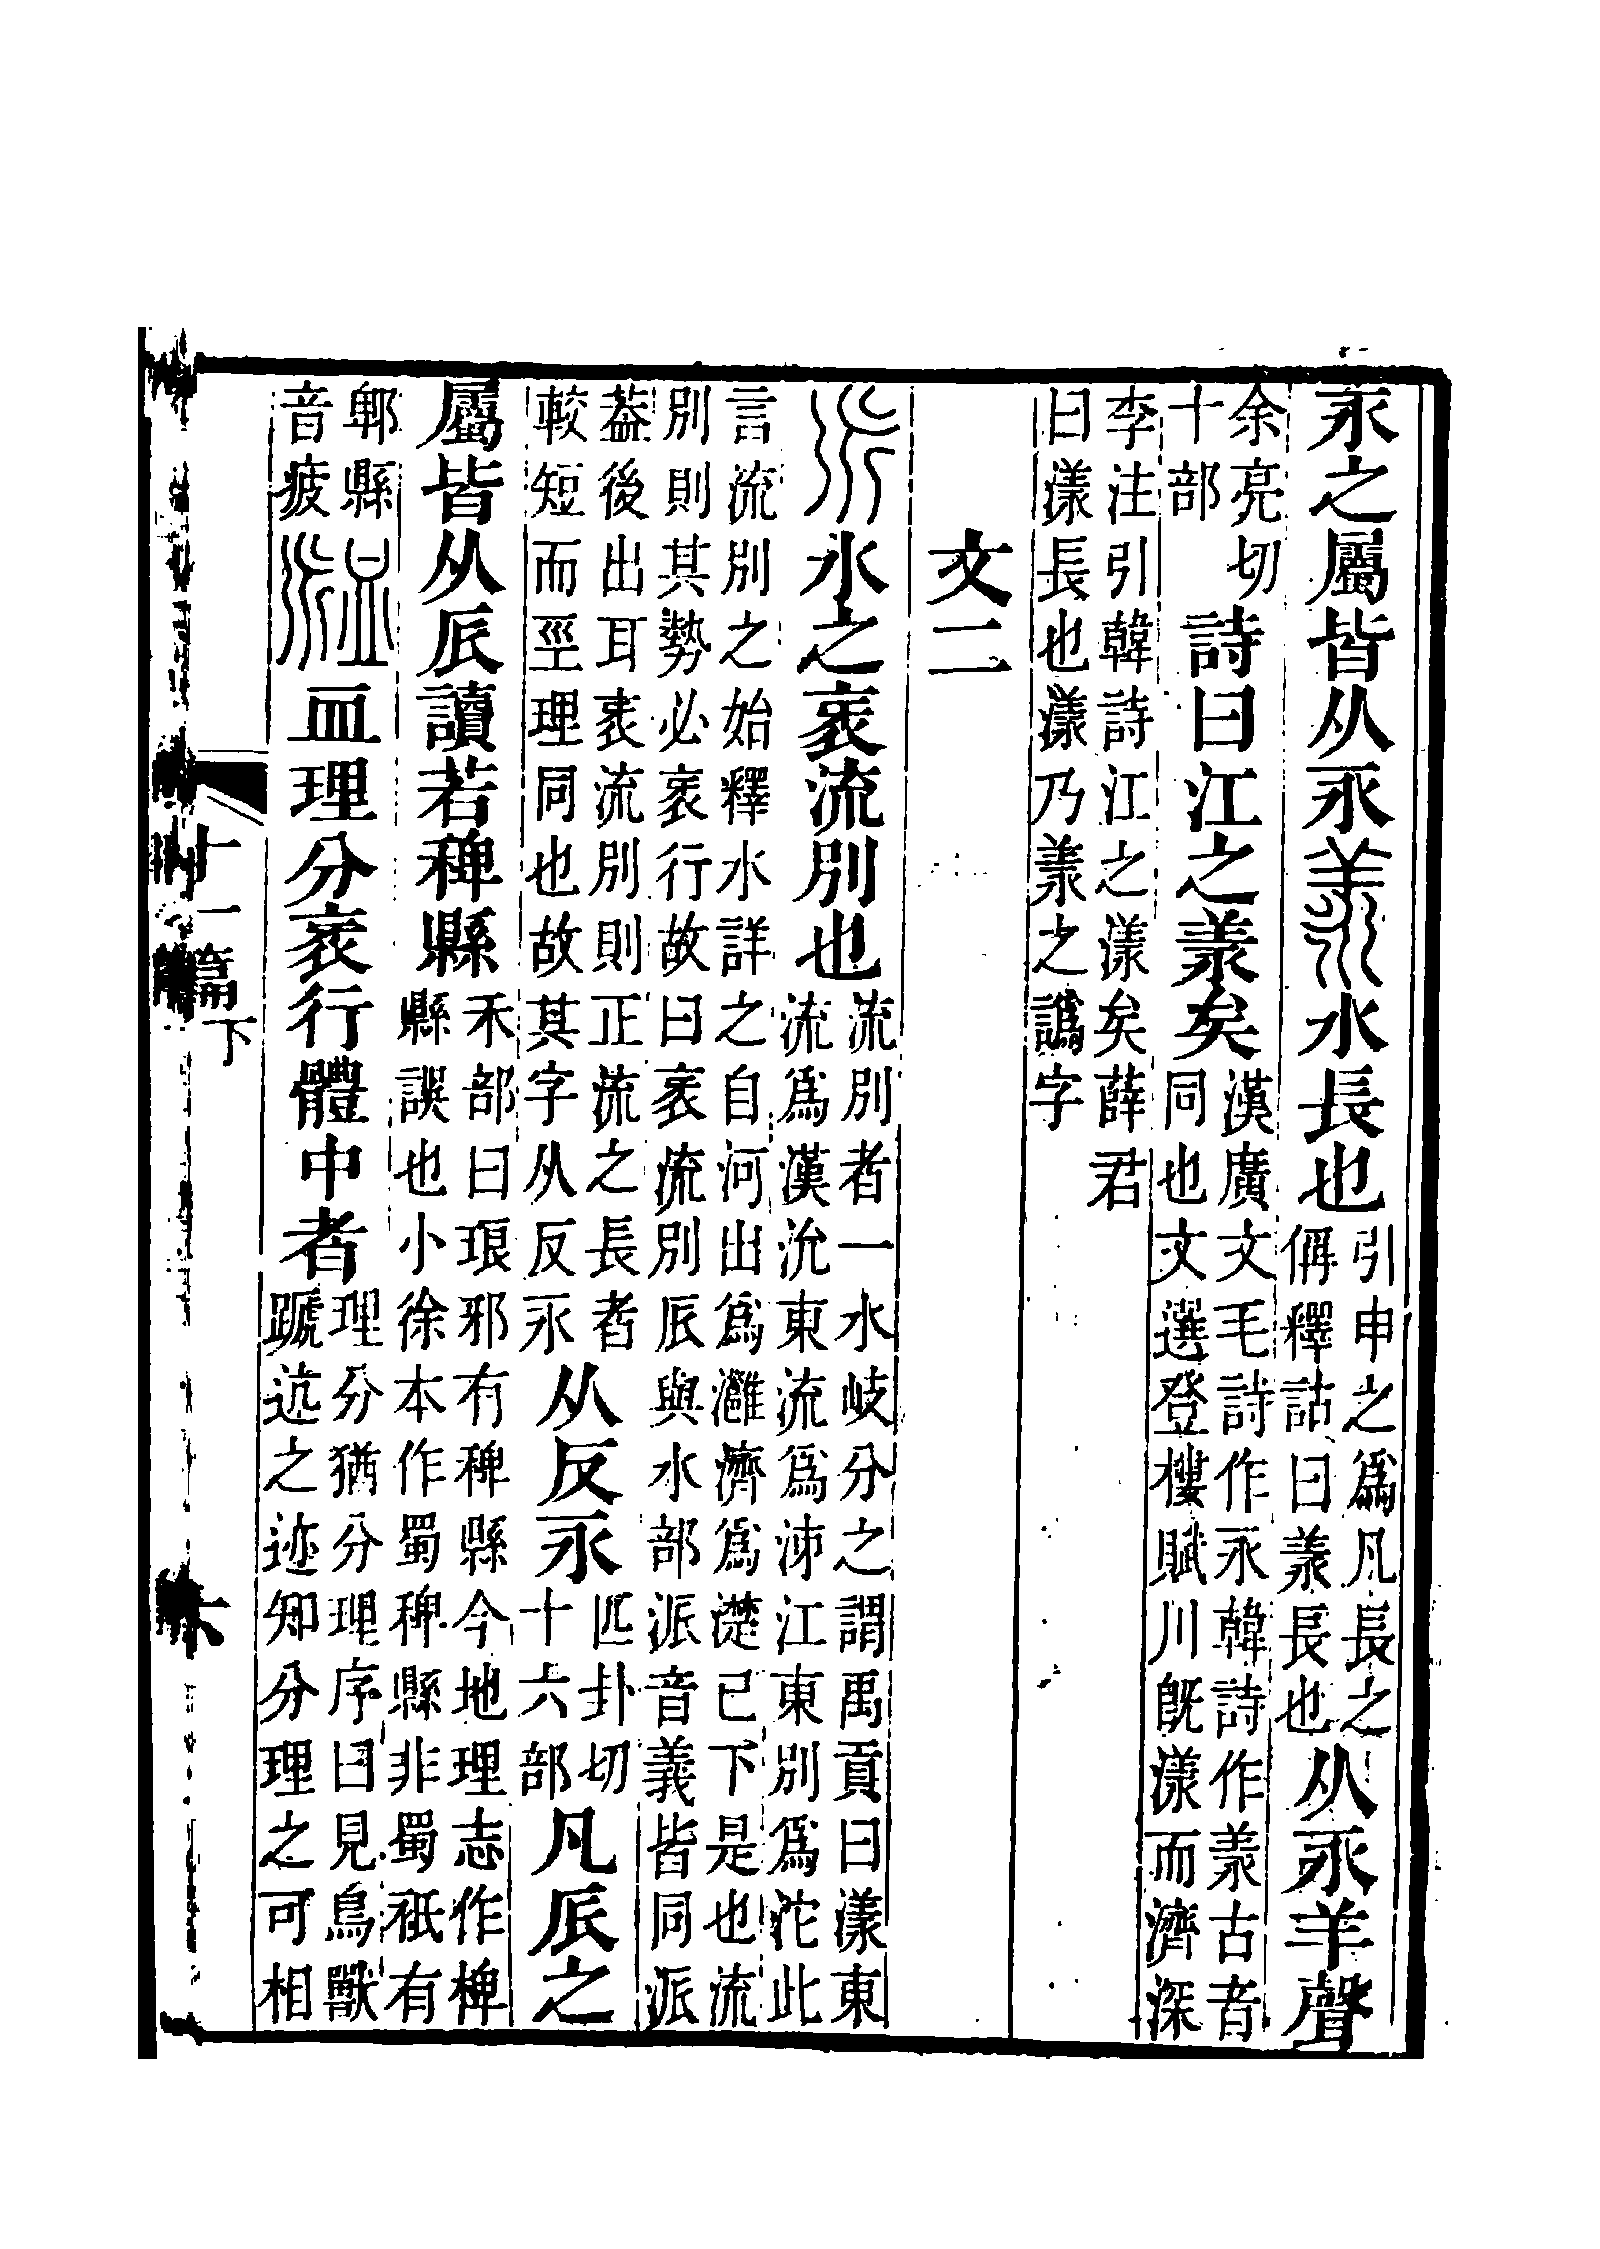 永之屬皆从永羕水長也引申之爲凡長之偁釋詁曰羕長也从永羊聲
余亮切十部詩曰江之羕矣漢廣文毛詩作永韓詩作羕古音同也文選登樓賦川旣漾而濟深
李注引韓詩江之漾矣薛君曰漾長也漾乃羕之譌字
文二
𠂢水之衺流別也流別者一水岐分之謂禹貢曰漾東流爲漢沇東流爲泲江東別爲沱此
言流別之始釋水詳之自河出爲灉濟爲濋已下是也流別則其勢必衺行故曰衺流別𠂢與水部派音義皆同派
葢後出耳衺流別則正流之長者較短而巠理同也故其字从反永从反永匹卦切十六部凡𠂢之
屬皆从𠂢讀若稗縣禾部曰琅邪有稗縣今地理志作椑縣誤也小徐本作蜀稗縣非蜀衹有
郫縣音疲𧖴血理分衺行體中者理分猶分理序曰見鳥獸蹏迒之迹知分理之可相
十一篇下
六